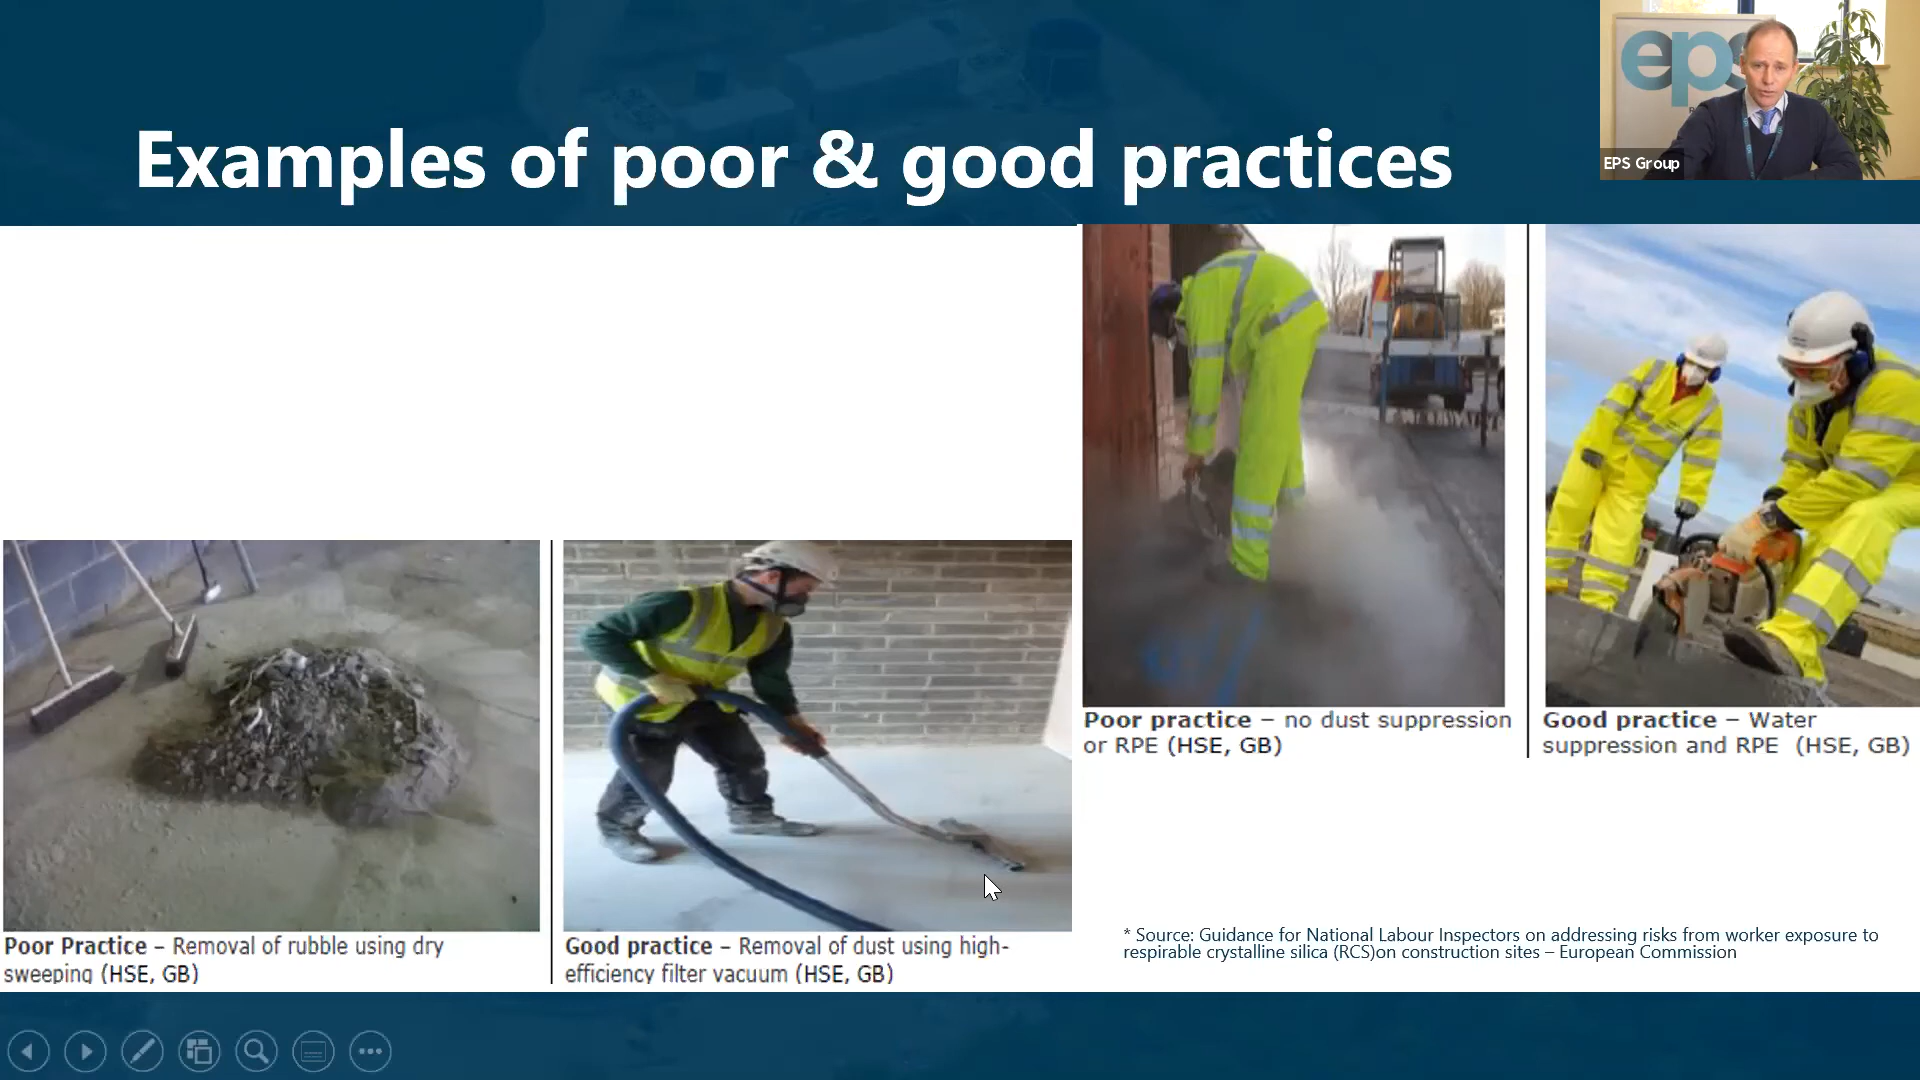 Examples of poor & good practices
eps
EPS Group
Poor practice – no dust suppression
or RPE (HSE, GB)
Good practice – Water
suppression and RPE (HSE, GB)
Poor Practice – Removal of rubble using dry
sweeping (HSE, GB)
Good practice – Removal of dust using high-
efficiency filter vacuum (HSE, GB)
* Source: Guidance for National Labour Inspectors on addressing risks from worker exposure to
respirable crystalline silica (RCS)on construction sites – European Commission